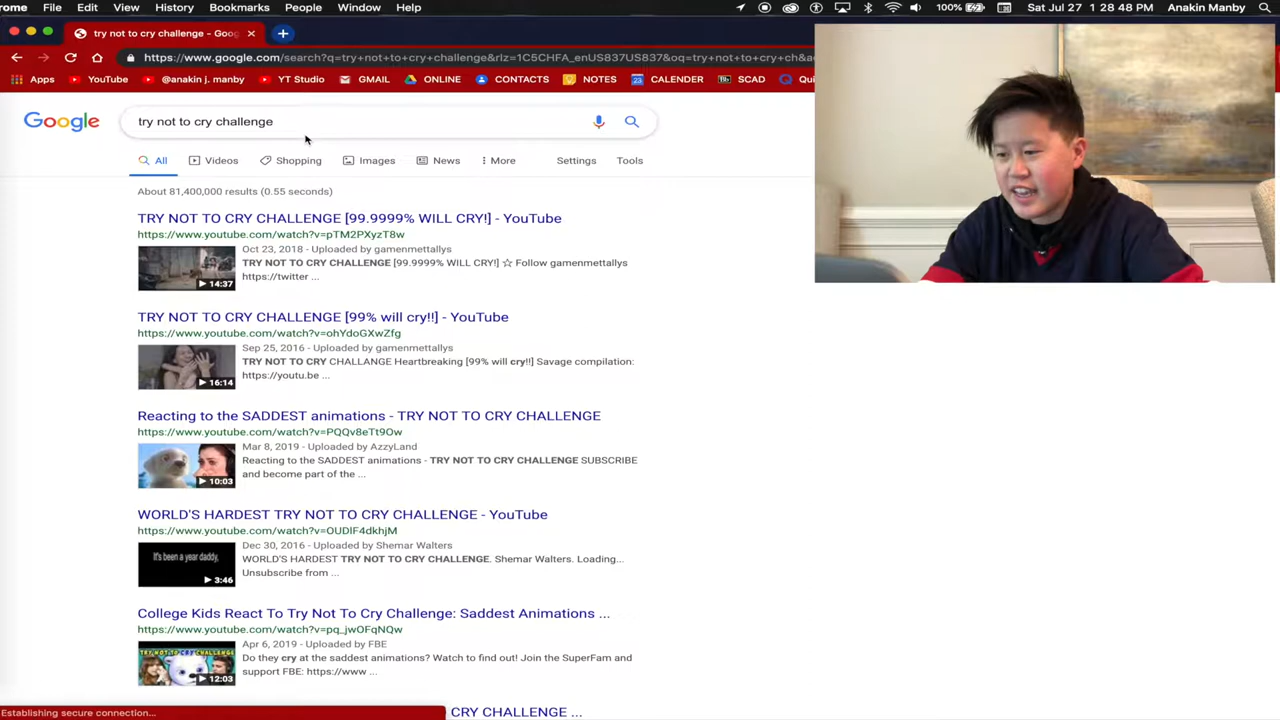 rome File Edit View History Bookmarks People Window Help 100% Sat Jul 27 1:28:48 PM Anakin Manby
try not to cry challenge - Goog
https://www.google.com/search?q=try+not+to+cry+challenge&rlz=1C5CHFA_enUS837US837&oq=try+not+to+cry+ch&aq
Apps YouTube @anakin j. manby YT Studio GMAIL ONLINE CONTACTS NOTES 23 CALENDER SCAD Qui
Google try not to cry challenge
All Videos Shopping Images News More Settings Tools
About 81,400,000 results (0.55 seconds)
TRY NOT TO CRY CHALLENGE [99.9999% WILL CRY!] - YouTube
https://www.youtube.com/watch?v=pTM2PXyzT8w
Oct 23, 2018 - Uploaded by gamenmettallys
TRY NOT TO CRY CHALLENGE [99.9999% WILL CRY!] ☆ Follow gamenmettallys
https://twitter ...
14:37
TRY NOT TO CRY CHALLENGE [99% will cry!!] - YouTube
https://www.youtube.com/watch?v=ohYdoGXwZfg
Sep 25, 2016 - Uploaded by gamenmettallys
TRY NOT TO CRY CHALLANGE Heartbreaking [99% will cry!!] Savage compilation:
https://youtu.be ...
16:14
Reacting to the SADDEST animations - TRY NOT TO CRY CHALLENGE
https://www.youtube.com/watch?v=PQQv8eTt9Ow
Mar 8, 2019 - Uploaded by AzzyLand
Reacting to the SADDEST animations - TRY NOT TO CRY CHALLENGE SUBSCRIBE
and become part of the ...
10:03
WORLD'S HARDEST TRY NOT TO CRY CHALLENGE - YouTube
https://www.youtube.com/watch?v=OUDlF4dkhjM
Dec 30, 2016 - Uploaded by Shemar Walters
It's been a year daddy,
WORLD'S HARDEST TRY NOT TO CRY CHALLENGE. Shemar Walters. Loading...
Unsubscribe from ...
3:46
College Kids React To Try Not To Cry Challenge: Saddest Animations ...
https://www.youtube.com/watch?v=pq_jwOFqNQw
Apr 6, 2019 - Uploaded by FBE
TRY NOT TO CRY CHALLENGE
Do they cry at the saddest animations? Watch to find out! Join the SuperFam and
support FBE: https://www ...
12:03
Establishing secure connection... CRY CHALLENGE ...